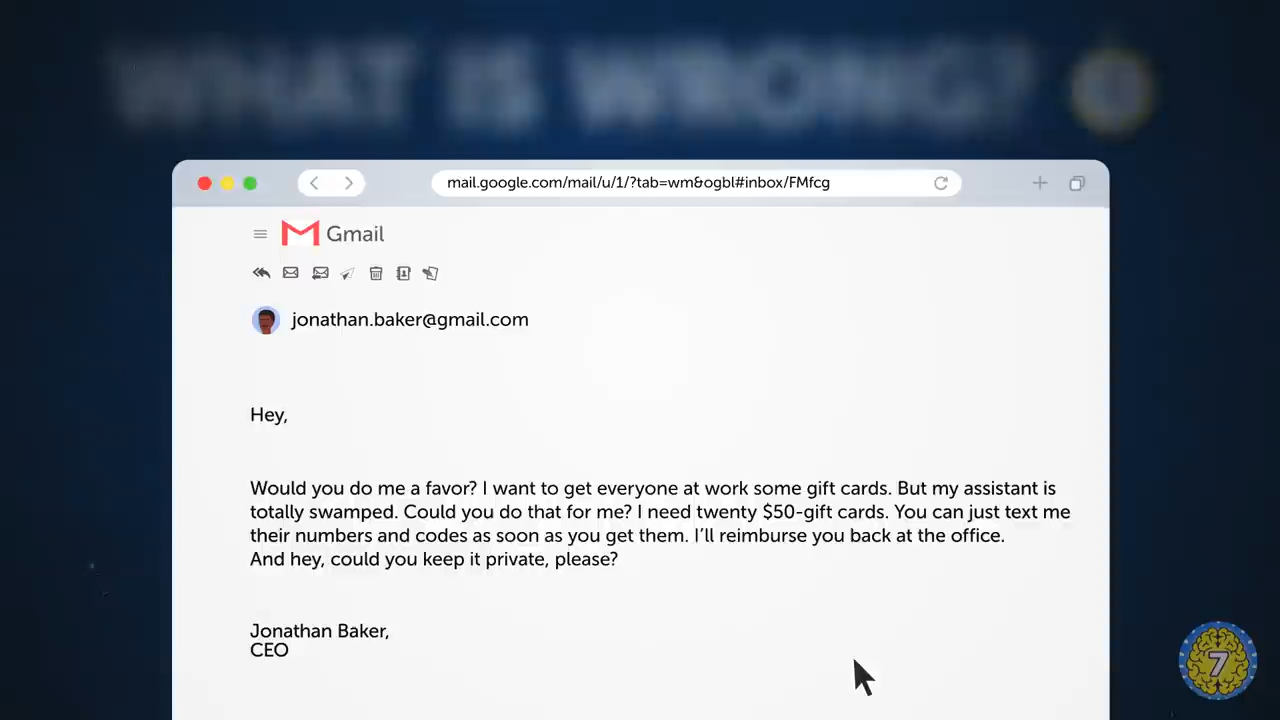 WHAT IS WRONG?
mail.google.com/mail/u/1/?tab=wm&ogbl#inbox/FMfcg
Gmail
jonathan.baker@gmail.com
Hey,
Would you do me a favor? I want to get everyone at work some gift cards. But my assistant is
totally swamped. Could you do that for me? I need twenty $50-gift cards. You can just text me
their numbers and codes as soon as you get them. I'll reimburse you back at the office.
And hey, could you keep it private, please?
Jonathan Baker,
CEO
7